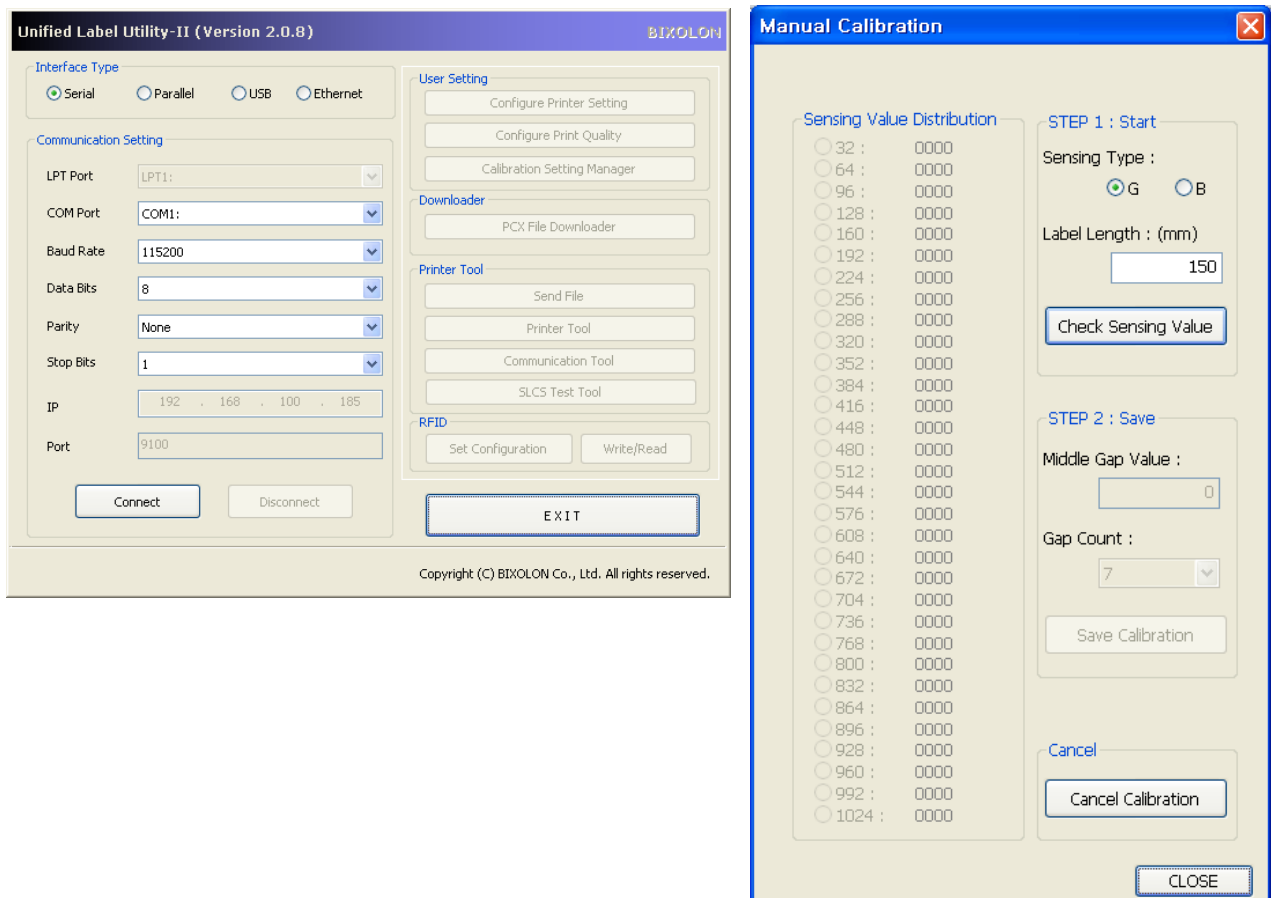 Unified Label Utility-II (Version 2.0.8) BIXOLON
Interface Type
Serial Parallel USB Ethernet
Communication Setting
LPT Port LPT1:
COM Port COM1:
Baud Rate 115200
Data Bits 8
Parity None
Stop Bits 1
IP 192 . 168 . 100 . 185
Port 9100
Connect Disconnect
User Setting
Configure Printer Setting
Configure Print Quality
Calibration Setting Manager
Downloader
PCX File Downloader
Printer Tool
Send File
Printer Tool
Communication Tool
SLCS Test Tool
RFID
Set Configuration Write/Read
EXIT
Copyright (C) BIXOLON Co., Ltd. All rights reserved.
Manual Calibration
Sensing Value Distribution
32 : 0000
64 : 0000
96 : 0000
128 : 0000
160 : 0000
192 : 0000
224 : 0000
256 : 0000
288 : 0000
320 : 0000
352 : 0000
384 : 0000
416 : 0000
448 : 0000
480 : 0000
512 : 0000
544 : 0000
576 : 0000
608 : 0000
640 : 0000
672 : 0000
704 : 0000
736 : 0000
768 : 0000
800 : 0000
832 : 0000
864 : 0000
896 : 0000
928 : 0000
960 : 0000
992 : 0000
1024 : 0000
STEP 1 : Start
Sensing Type :
G B
Label Length : (mm)
150
Check Sensing Value
STEP 2 : Save
Middle Gap Value :
0
Gap Count :
7
Save Calibration
Cancel
Cancel Calibration
CLOSE